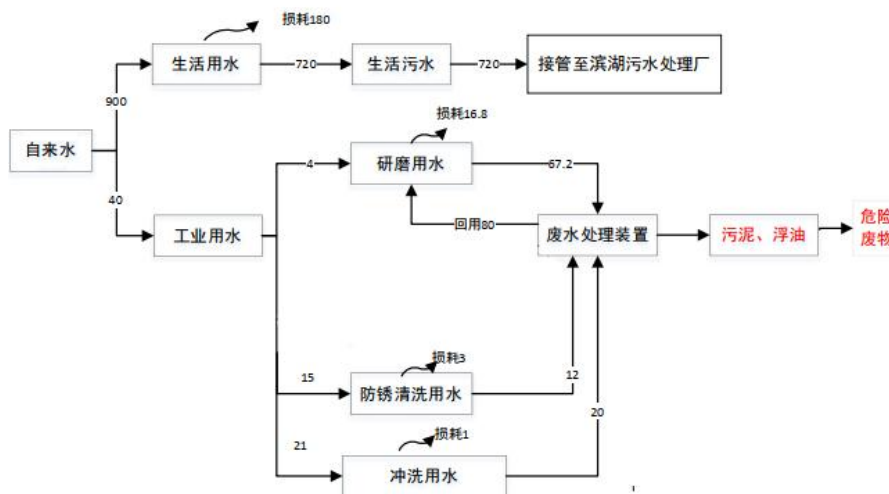 损耗180
生活用水
720
生活污水
720
接管至滨湖污水处理厂
900
自来水
40
损耗16.8
4
研磨用水
67.2
工业用水
回用80
废水处理装置
污泥、浮油
危险
废物
损耗3
15
防锈清洗用水
12
20
损耗1
21
冲洗用水